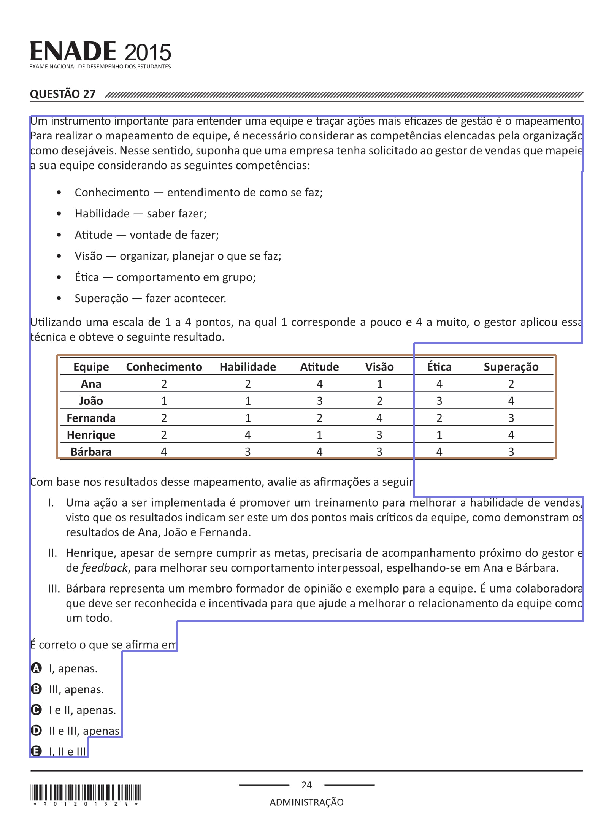 ENADE 2015
EXAME NACIONAL DE DESEMPENHO DOS ESTUDANTES
QUESTÃO 27
Um instrumento importante para entender uma equipe e traçar ações mais eficazes de gestão é o mapeamento.
Para realizar o mapeamento de equipe, é necessário considerar as competências elencadas pela organização
como desejáveis. Nesse sentido, suponha que uma empresa tenha solicitado ao gestor de vendas que mapeie
a sua equipe considerando as seguintes competências:
• Conhecimento — entendimento de como se faz;
• Habilidade — saber fazer;
• Atitude — vontade de fazer;
• Visão — organizar, planejar o que se faz;
• Ética — comportamento em grupo;
• Superação — fazer acontecer.
Utilizando uma escala de 1 a 4 pontos, na qual 1 corresponde a pouco e 4 a muito, o gestor aplicou essa
técnica e obteve o seguinte resultado.
Equipe Conhecimento Habilidade Atitude Visão Ética Superação
Ana 2 2 4 1 4 2
João 1 1 3 2 3 4
Fernanda 2 1 2 4 2 3
Henrique 2 4 1 3 1 4
Bárbara 4 3 4 3 4 3
Com base nos resultados desse mapeamento, avalie as afirmações a seguir
I. Uma ação a ser implementada é promover um treinamento para melhorar a habilidade de vendas,
visto que os resultados indicam ser este um dos pontos mais críticos da equipe, como demonstram os
resultados de Ana, João e Fernanda.
II. Henrique, apesar de sempre cumprir as metas, precisaria de acompanhamento próximo do gestor e
de feedback, para melhorar seu comportamento interpessoal, espelhando-se em Ana e Bárbara.
III. Bárbara representa um membro formador de opinião e exemplo para a equipe. É uma colaboradora
que deve ser reconhecida e incentivada para que ajude a melhorar o relacionamento da equipe como
um todo.
É correto o que se afirma em
A I, apenas.
B III, apenas.
C I e II, apenas.
D II e III, apenas
E I, II e III
24
ADMINISTRAÇÃO